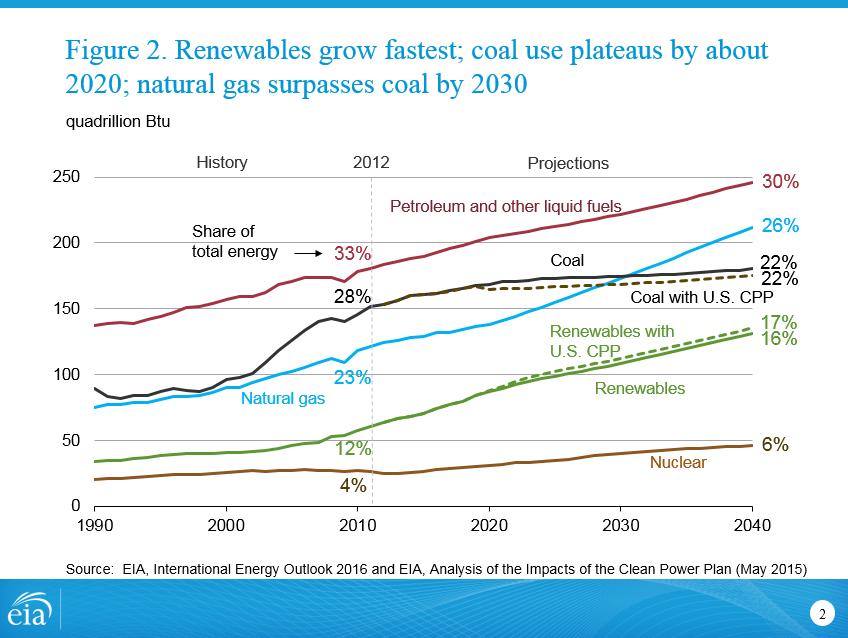 Figure 2. Renewables grow fastest; coal use plateaus by about
2020; natural gas surpasses coal by 2030
quadrillion Btu
History
2012
Projections
250
30%
Petroleum and other liquid fuels
26%
Share of
total energy
33%
200
Coal
22%
22%
28%
Coal with U.S. CPP
150
17%
Renewables with
U.S. CPP
16%
23%
100
Natural gas
Renewables
12%
50
6%
Nuclear
4%
0
1990
2000
2010
2020
2030
2040
Source: EIA, International Energy Outlook 2016 and EIA, Analysis of the Impacts of the Clean Power Plan (May 2015)
eia
2